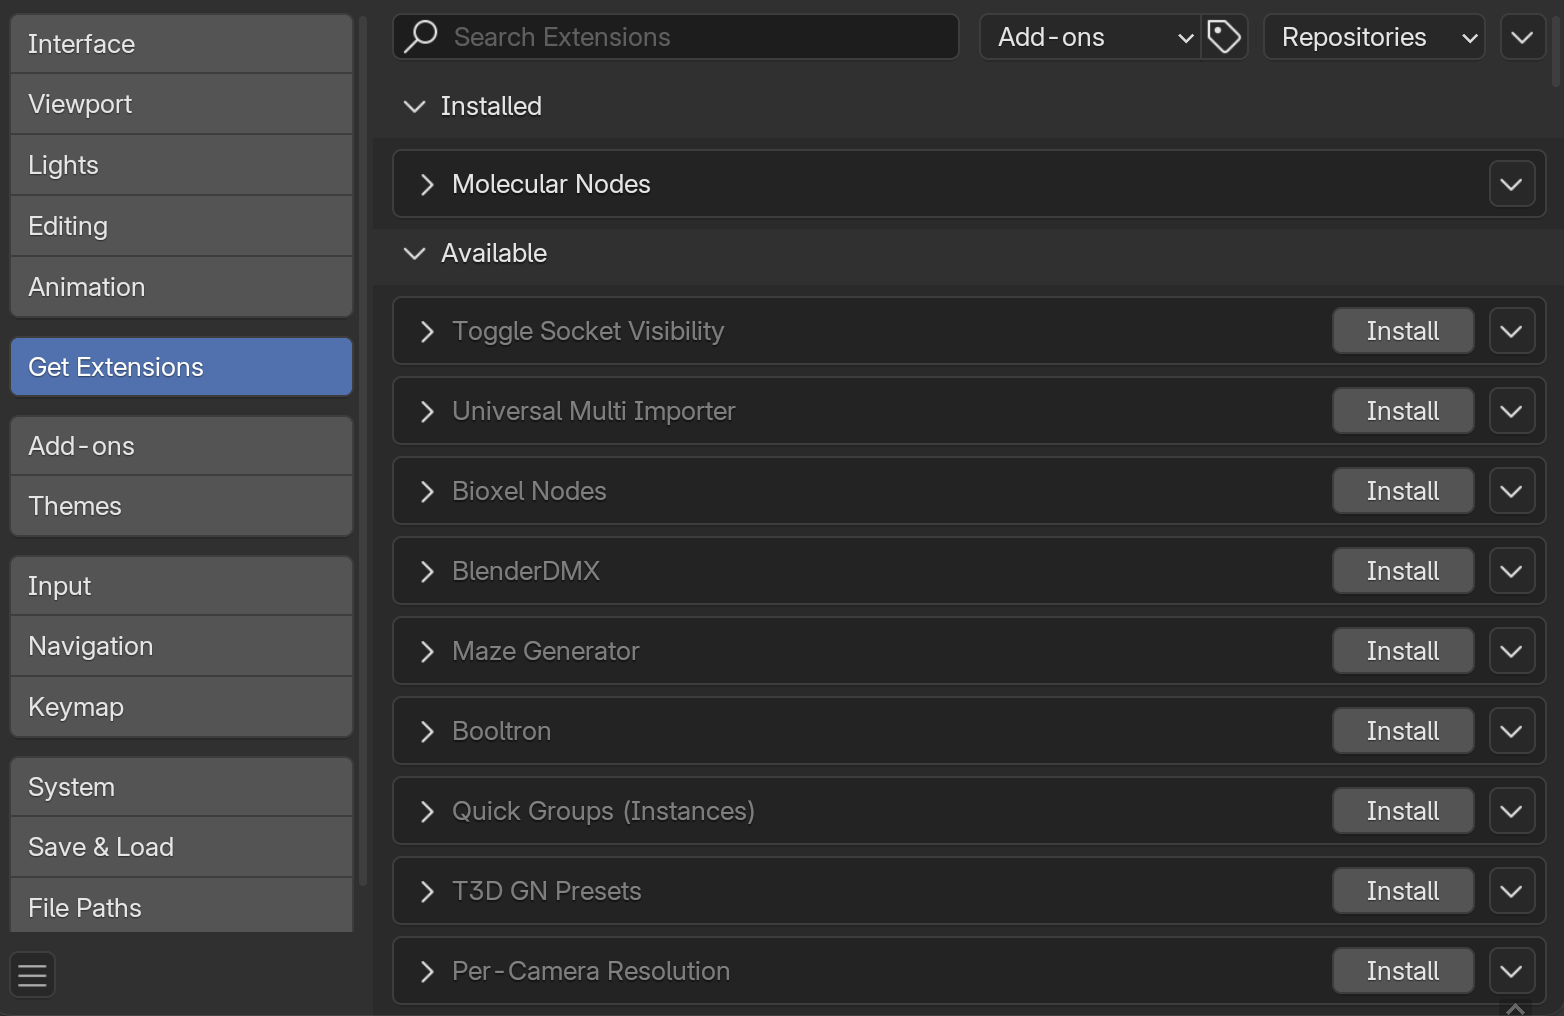 Interface
Viewport
Lights
Editing
Animation
Get Extensions
Add-ons
Themes
Input
Navigation
Keymap
System
Save & Load
File Paths
Search Extensions
Add-ons
Repositories
Installed
Molecular Nodes
Available
Toggle Socket Visibility Install
Universal Multi Importer Install
Bioxel Nodes Install
BlenderDMX Install
Maze Generator Install
Booltron Install
Quick Groups (Instances) Install
T3D GN Presets Install
Per-Camera Resolution Install